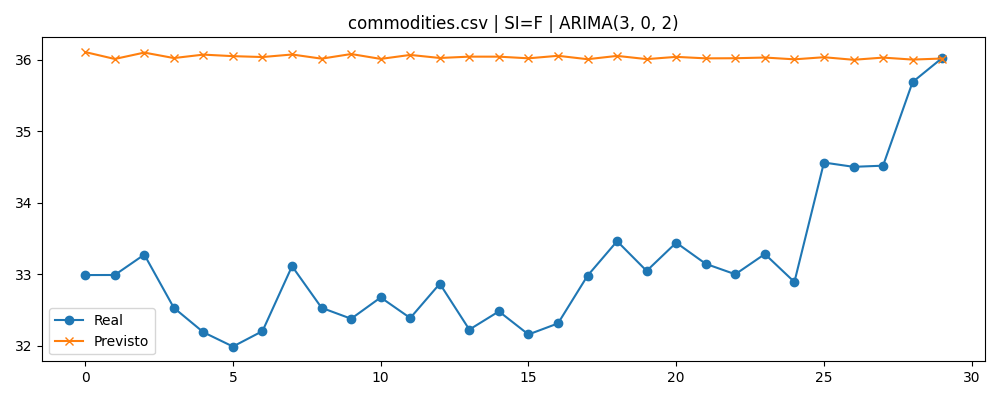 commodities.csv | SI=F | ARIMA(3, 0, 2)
36
35
34
33
32
Real
Previsto
0 5 10 15 20 25 30